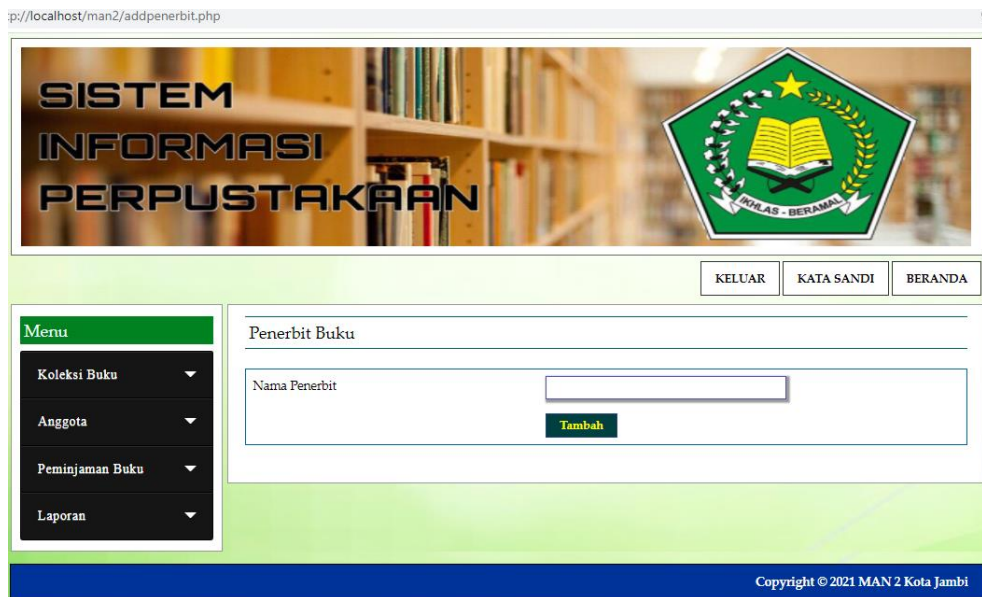 :p://localhost/man2/addpenerbit.php
SISTEM
INFORMASI
PERPUSTAKAAN
IKHLAS - BERAMAL
KELUAR
KATA SANDI
BERANDA
Menu
Koleksi Buku
Anggota
Peminjaman Buku
Laporan
Penerbit Buku
Nama Penerbit
Tambah
Copyright © 2021 MAN 2 Kota Jambi